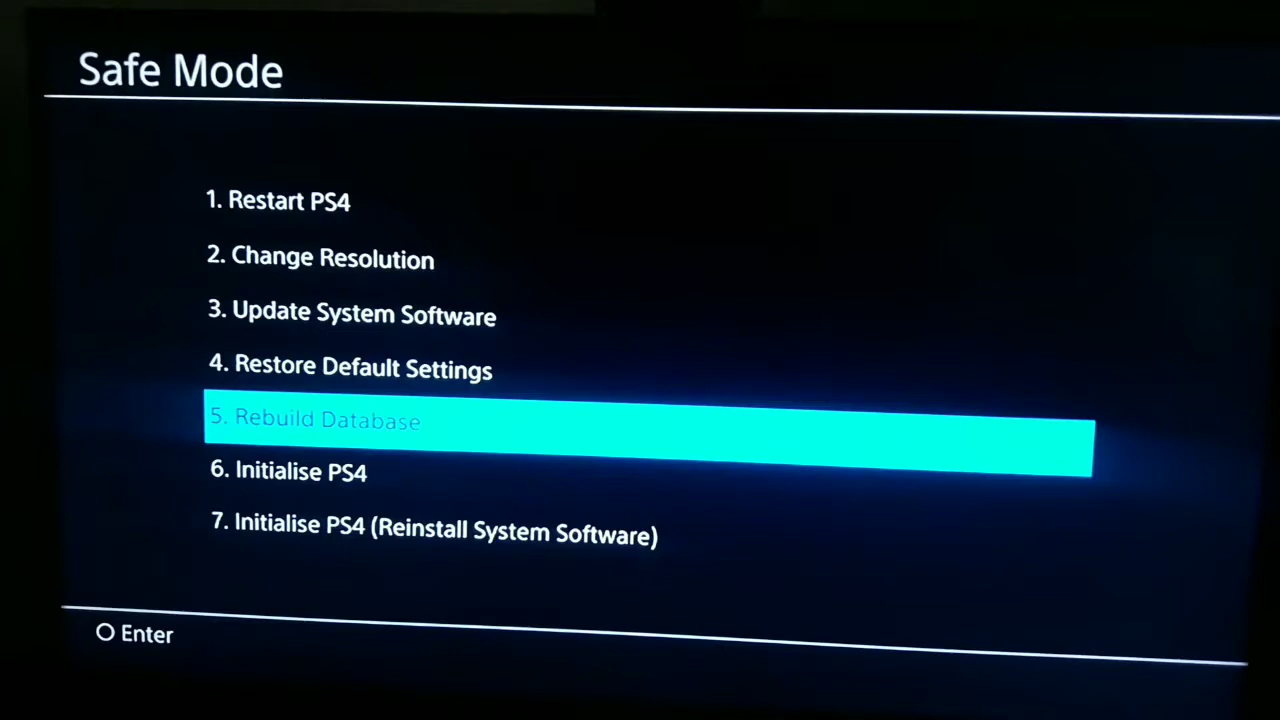 Safe Mode
1. Restart PS4
2. Change Resolution
3. Update System Software
4. Restore Default Settings
5. Rebuild Database
6. Initialise PS4
7. Initialise PS4 (Reinstall System Software)
Enter